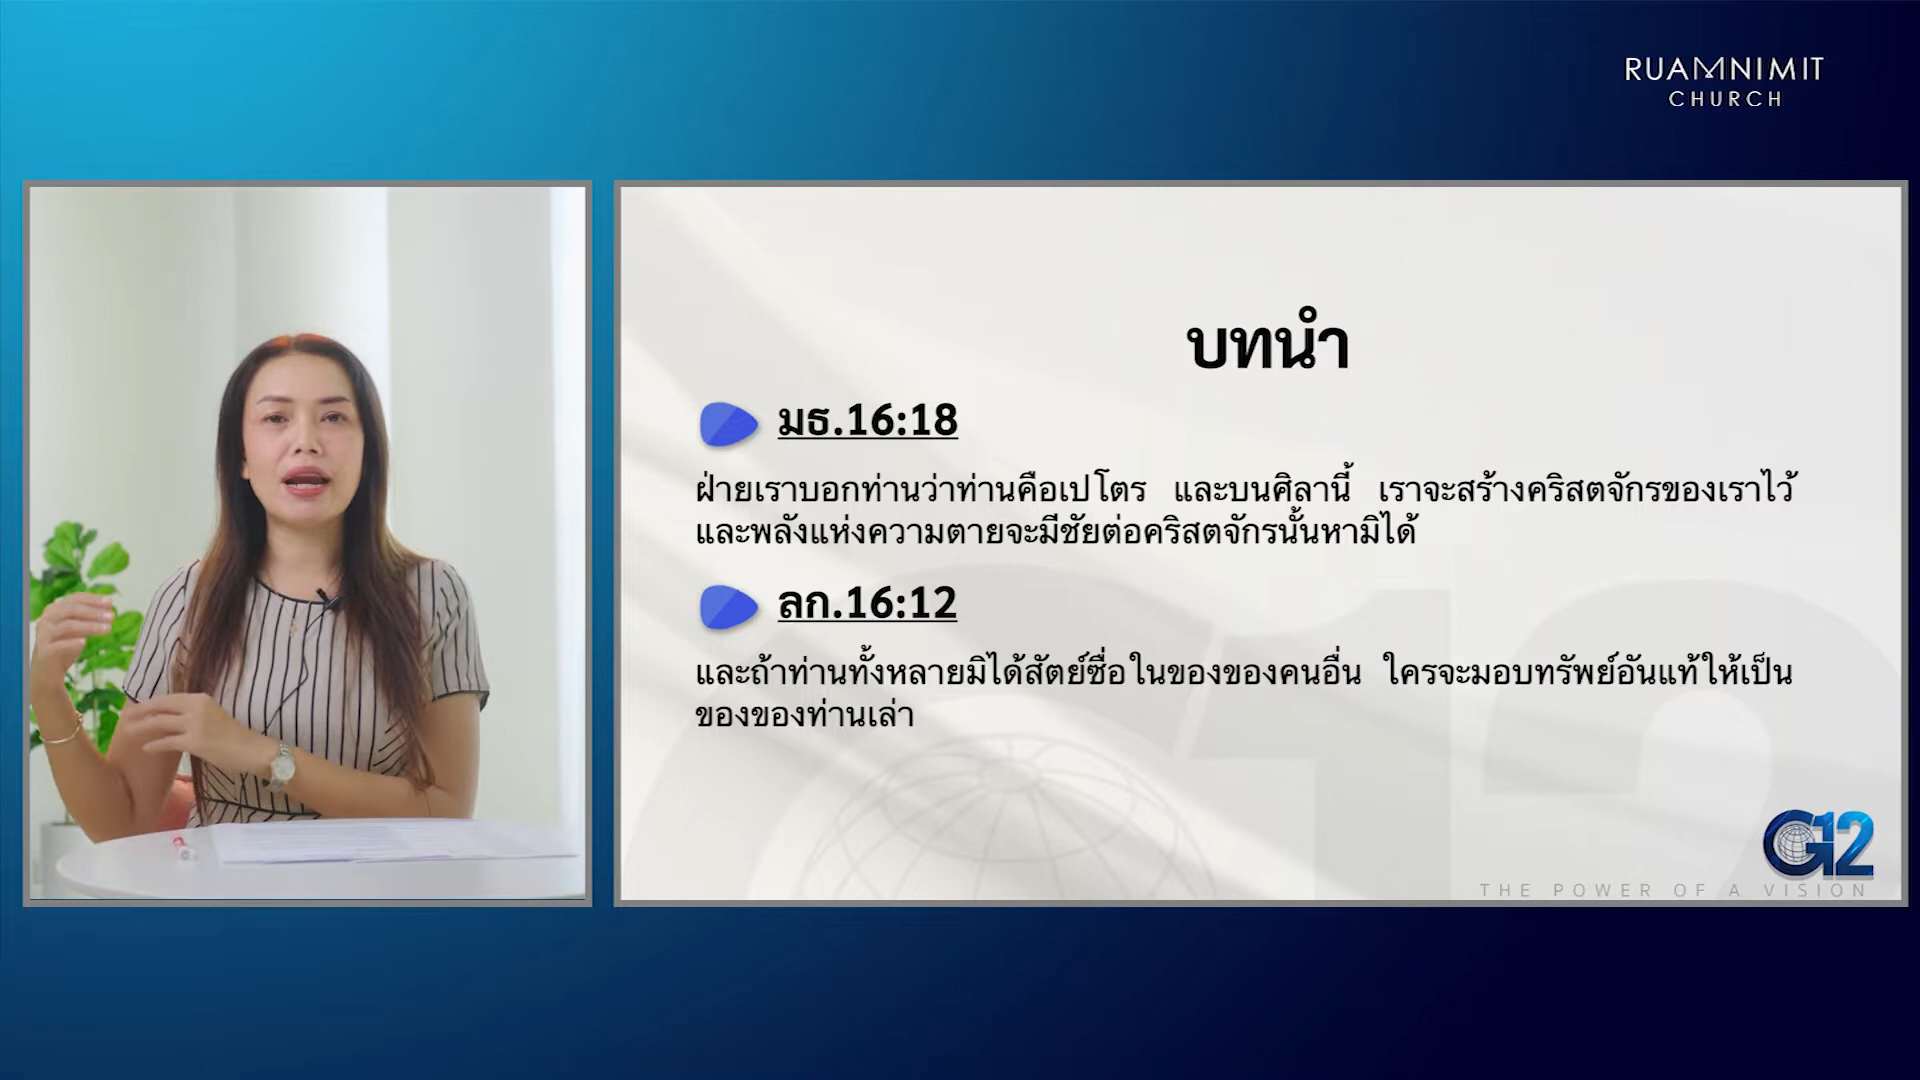 RUAMNIMIT
CHURCH
บทนำ
มธ.16:18
ฝ่ายเราบอกท่านว่าท่านคือเปโตร และบนศิลานี้ เราจะสร้างคริสตจักรของเราไว้
และพลังแห่งความตายจะมีชัยต่อคริสตจักรนั้นหามิได้
ลก.16:12
และถ้าท่านทั้งหลายมิได้สัตย์ซื่อในของของคนอื่น ใครจะมอบทรัพย์อันแท้ให้เป็น
ของของท่านเล่า
G12
THE POWER OF A VISION